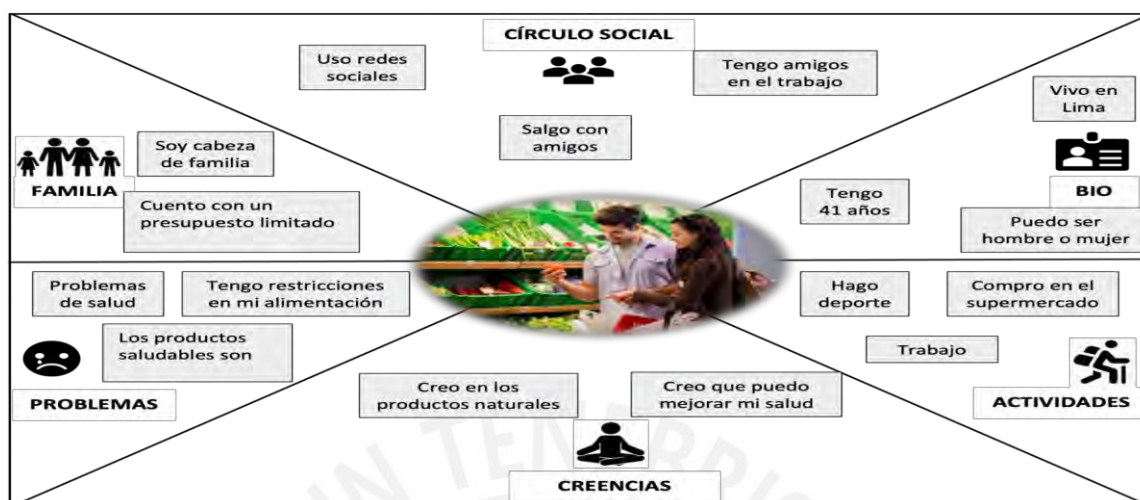 CÍRCULO SOCIAL
Uso redes
sociales
Tengo amigos
en el trabajo
Salgo con
amigos
Vivo en
Lima
BIO
Tengo
41 años
Puedo ser
hombre o mujer
Soy cabeza
de familia
FAMILIA
Cuento con un
presupuesto limitado
Problemas
de salud
Tengo restricciones
en mi alimentación
Los productos
saludables son
PROBLEMAS
Hago
deporte
Compro en el
supermercado
Trabajo
ACTIVIDADES
Creo en los
productos naturales
Creo que puedo
mejorar mi salud
CREENCIAS